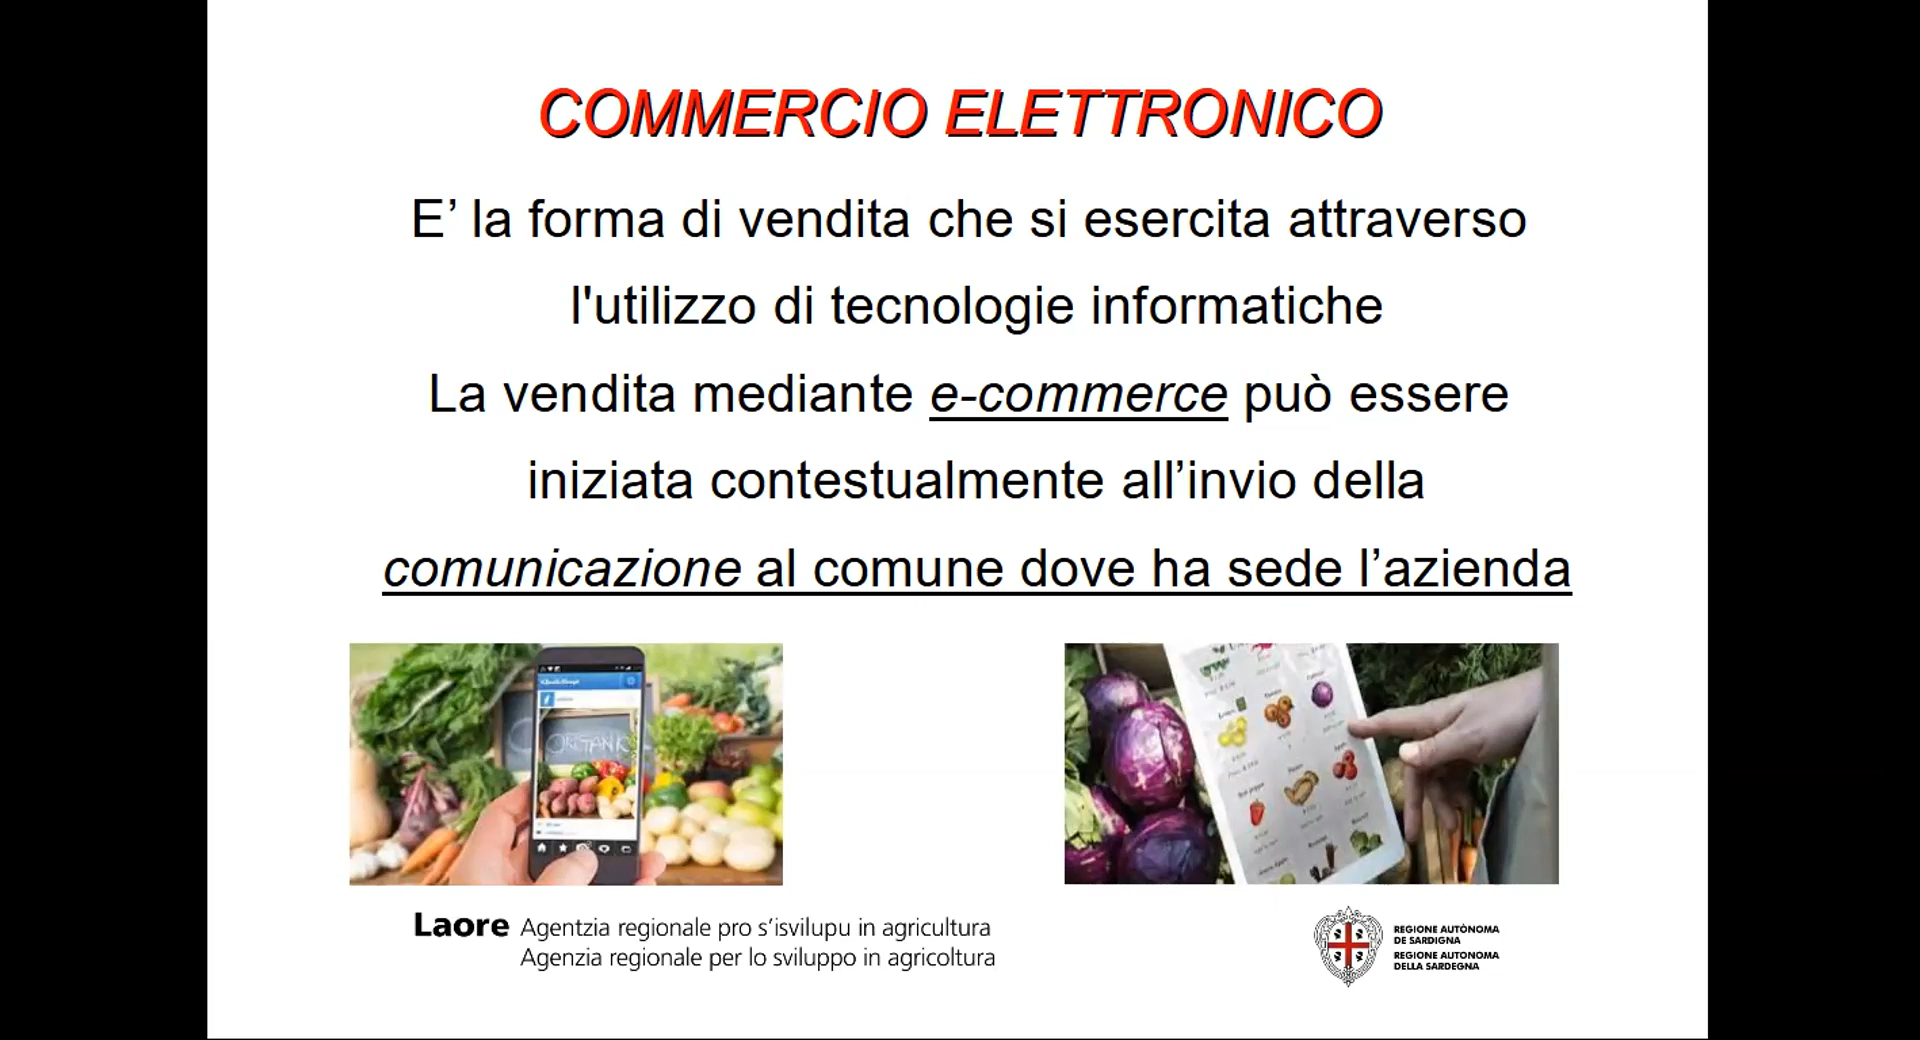 COMMERCIO ELETTRONICO
E’ la forma di vendita che si esercita attraverso
l'utilizzo di tecnologie informatiche
La vendita mediante e-commerce può essere
iniziata contestualmente all’invio della
comunicazione al comune dove ha sede l’azienda
ORGANIC
Laore Agentzia regionale pro s’isvilupu in agricultura
Agenzia regionale per lo sviluppo in agricoltura
REGIONE AUTÒNOMA
DE SARDIGNA
REGIONE AUTONOMA
DELLA SARDEGNA